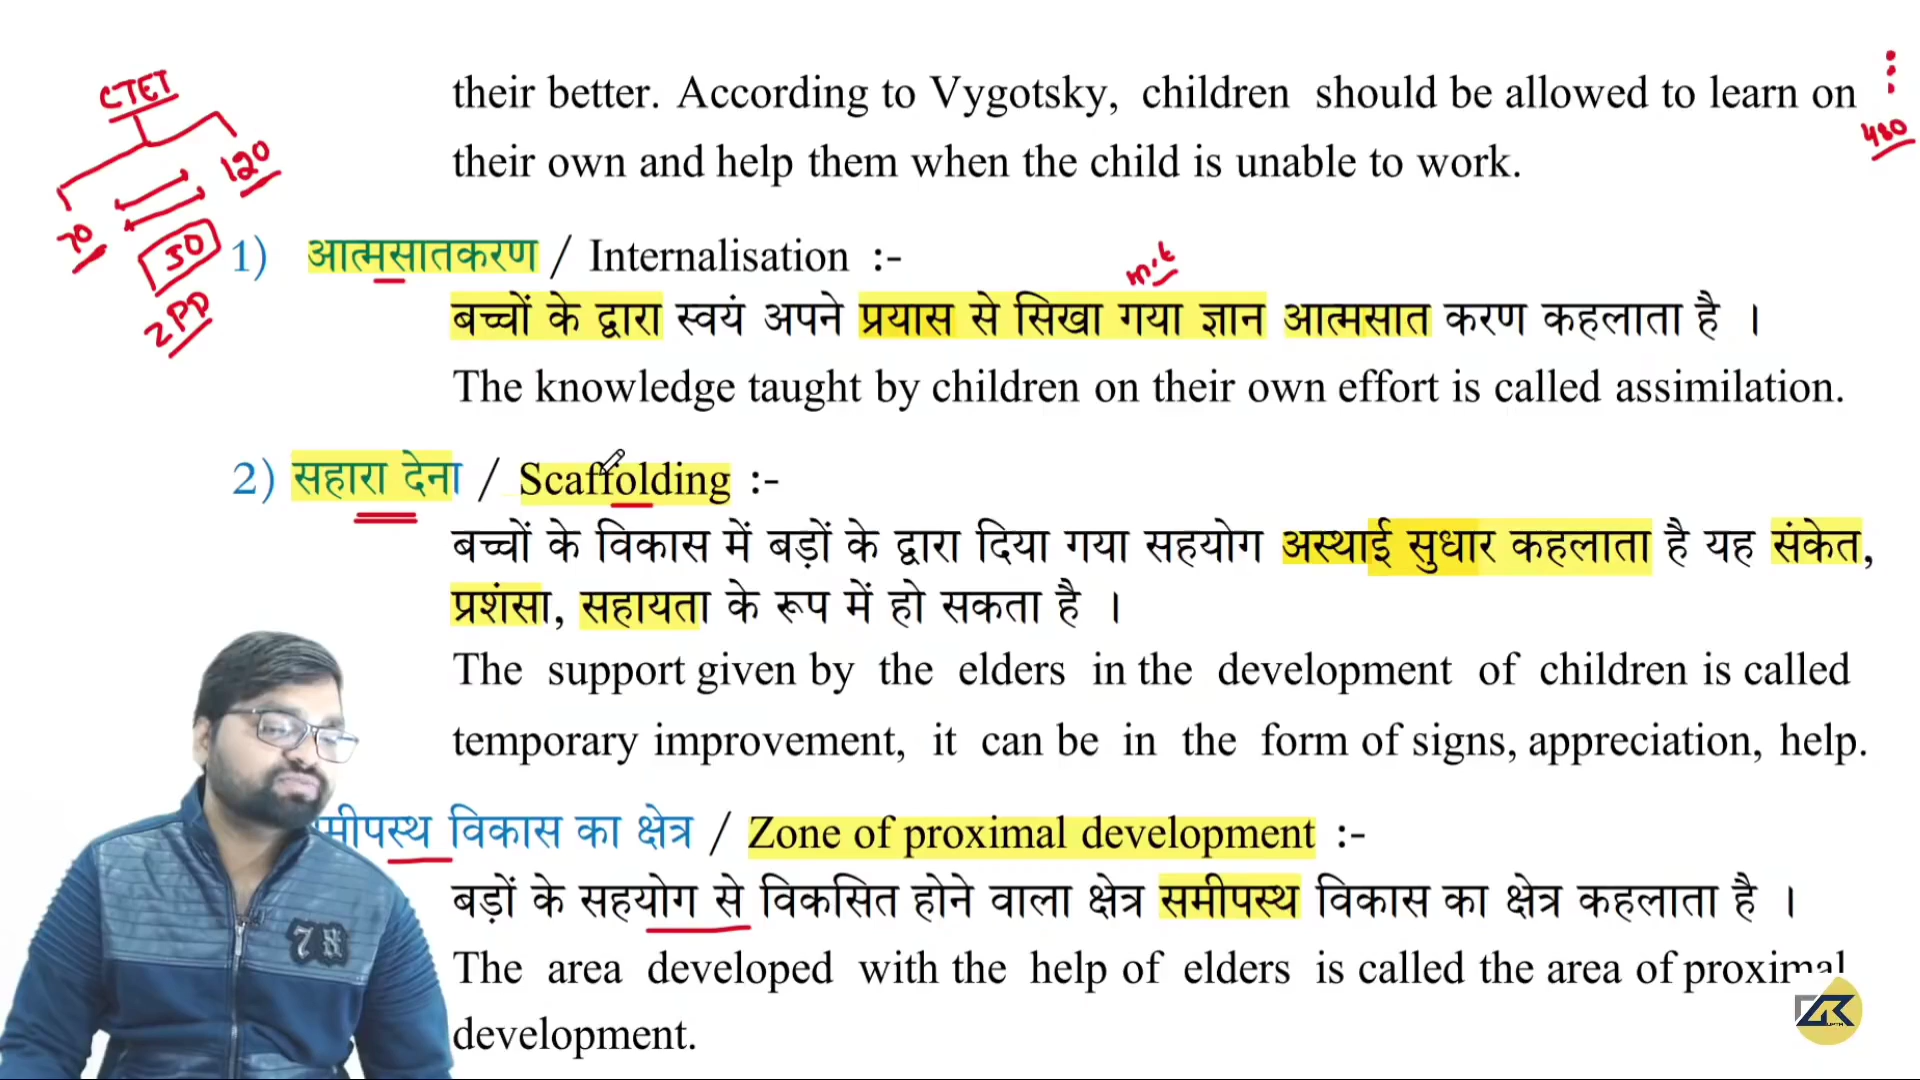 their better. According to Vygotsky, children should be allowed to learn on
their own and help them when the child is unable to work.
CTET
70
120
50
ZPD
480
1) आत्मसातकरण / Internalisation :-
बच्चों के द्वारा स्वयं अपने प्रयास से सिखा गया ज्ञान आत्मसात करण कहलाता है ।
The knowledge taught by children on their own effort is called assimilation.
2) सहारा देना / Scaffolding :-
बच्चों के विकास में बड़ों के द्वारा दिया गया सहयोग अस्थाई सुधार कहलाता है यह संकेत,
प्रशंसा, सहायता के रूप में हो सकता है ।
The support given by the elders in the development of children is called
temporary improvement, it can be in the form of signs, appreciation, help.
विकास का क्षेत्र / Zone of proximal development :-
बड़ों के सहयोग से विकसित होने वाला क्षेत्र समीपस्थ विकास का क्षेत्र कहलाता है ।
The area developed with the help of elders is called the area of proximal
development.